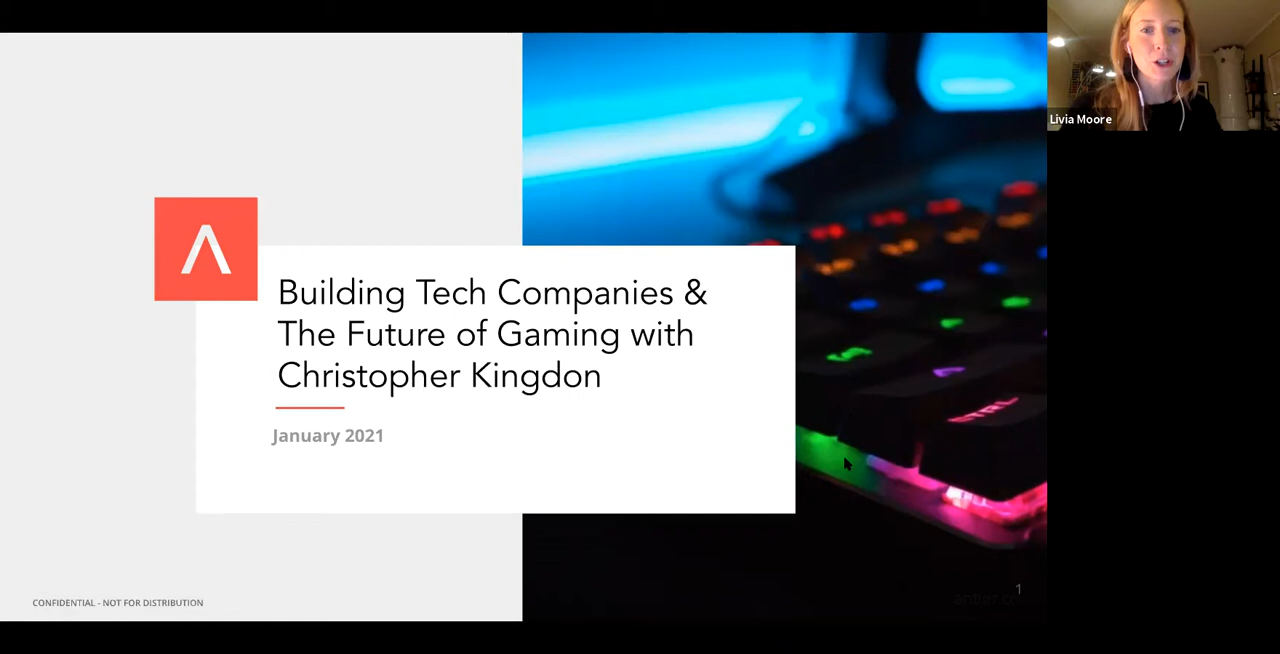 Livia Moore
Building Tech Companies &
The Future of Gaming with
Christopher Kingdon
January 2021
CTRL
CONFIDENTIAL - NOT FOR DISTRIBUTION
1